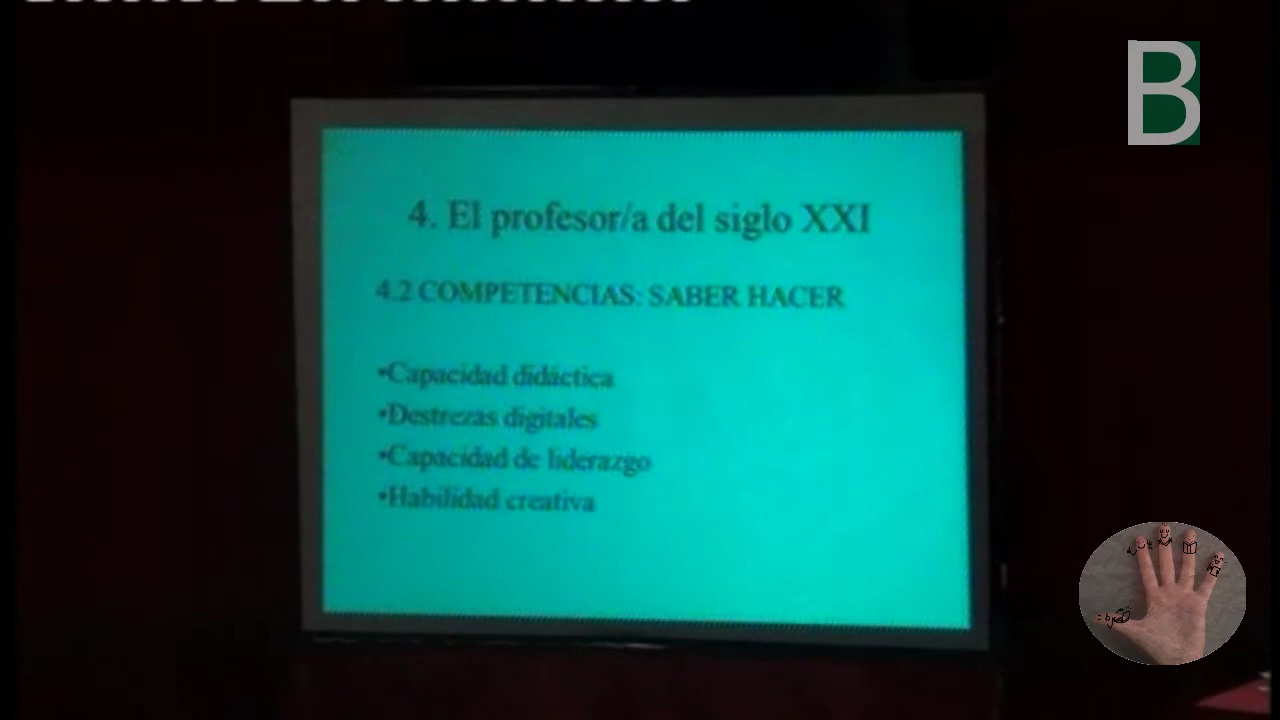 B
4. El profesor/a del siglo XXI
4.2 COMPETENCIAS: SABER HACER
•Capacidad didáctica
•Destrezas digitales
•Capacidad de liderazgo
•Habilidad creativa